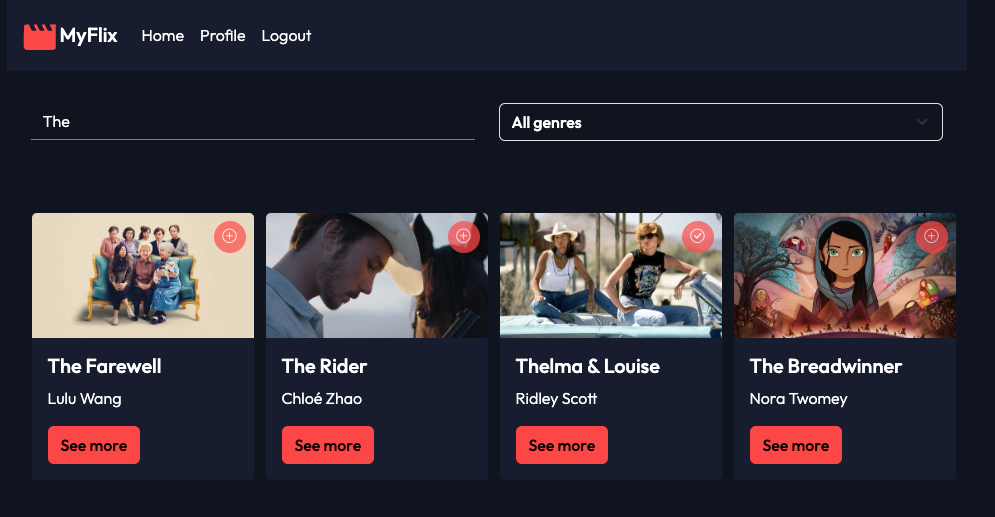 MyFlix Home Profile Logout
The
All genres
The Farewell
Lulu Wang
See more
The Rider
Chloé Zhao
See more
Thelma & Louise
Ridley Scott
See more
The Breadwinner
Nora Twomey
See more